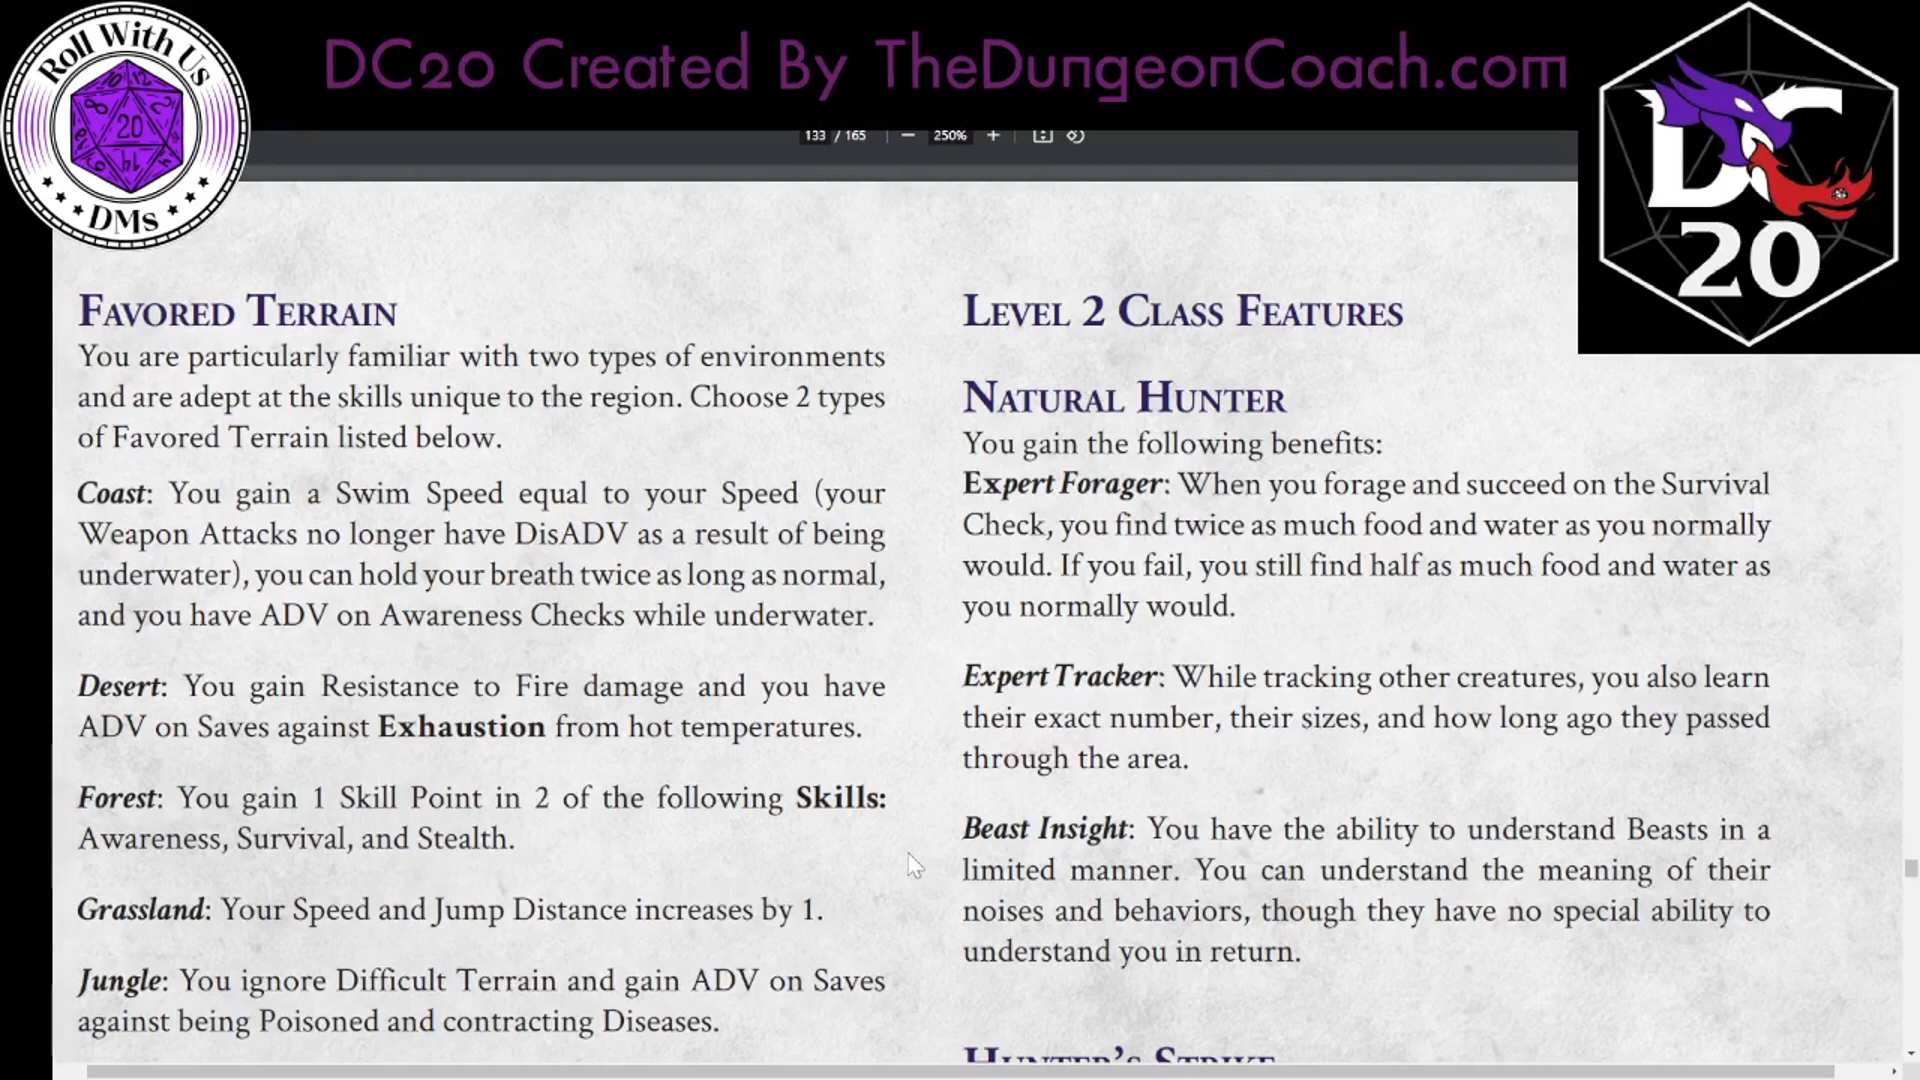 Roll With Us
20
DMs
DC20 Created By TheDungeonCoach.com
133 / 165
250%
DC
20
FAVORED TERRAIN
You are particularly familiar with two types of environments
and are adept at the skills unique to the region. Choose 2 types
of Favored Terrain listed below.
Coast: You gain a Swim Speed equal to your Speed (your
Weapon Attacks no longer have DisADV as a result of being
underwater), you can hold your breath twice as long as normal,
and you have ADV on Awareness Checks while underwater.
Desert: You gain Resistance to Fire damage and you have
ADV on Saves against Exhaustion from hot temperatures.
Forest: You gain 1 Skill Point in 2 of the following Skills:
Awareness, Survival, and Stealth.
Grassland: Your Speed and Jump Distance increases by 1.
Jungle: You ignore Difficult Terrain and gain ADV on Saves
against being Poisoned and contracting Diseases.
LEVEL 2 CLASS FEATURES
NATURAL HUNTER
You gain the following benefits:
Expert Forager: When you forage and succeed on the Survival
Check, you find twice as much food and water as you normally
would. If you fail, you still find half as much food and water as
you normally would.
Expert Tracker: While tracking other creatures, you also learn
their exact number, their sizes, and how long ago they passed
through the area.
Beast Insight: You have the ability to understand Beasts in a
limited manner. You can understand the meaning of their
noises and behaviors, though they have no special ability to
understand you in return.
HUNTER'S STRIKE